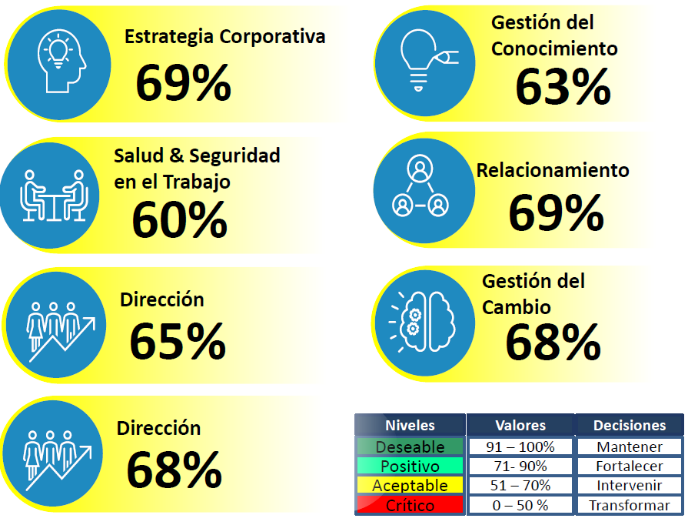 Estrategia Corporativa
69%
Gestión del
Conocimiento
63%
Salud & Seguridad
en el Trabajo
60%
Relacionamiento
69%
Dirección
65%
Gestión del
Cambio
68%
Dirección
68%
Niveles Valores Decisiones
Deseable 91 – 100% Mantener
Positivo 71- 90% Fortalecer
Aceptable 51 – 70% Intervenir
Crítico 0 – 50 % Transformar